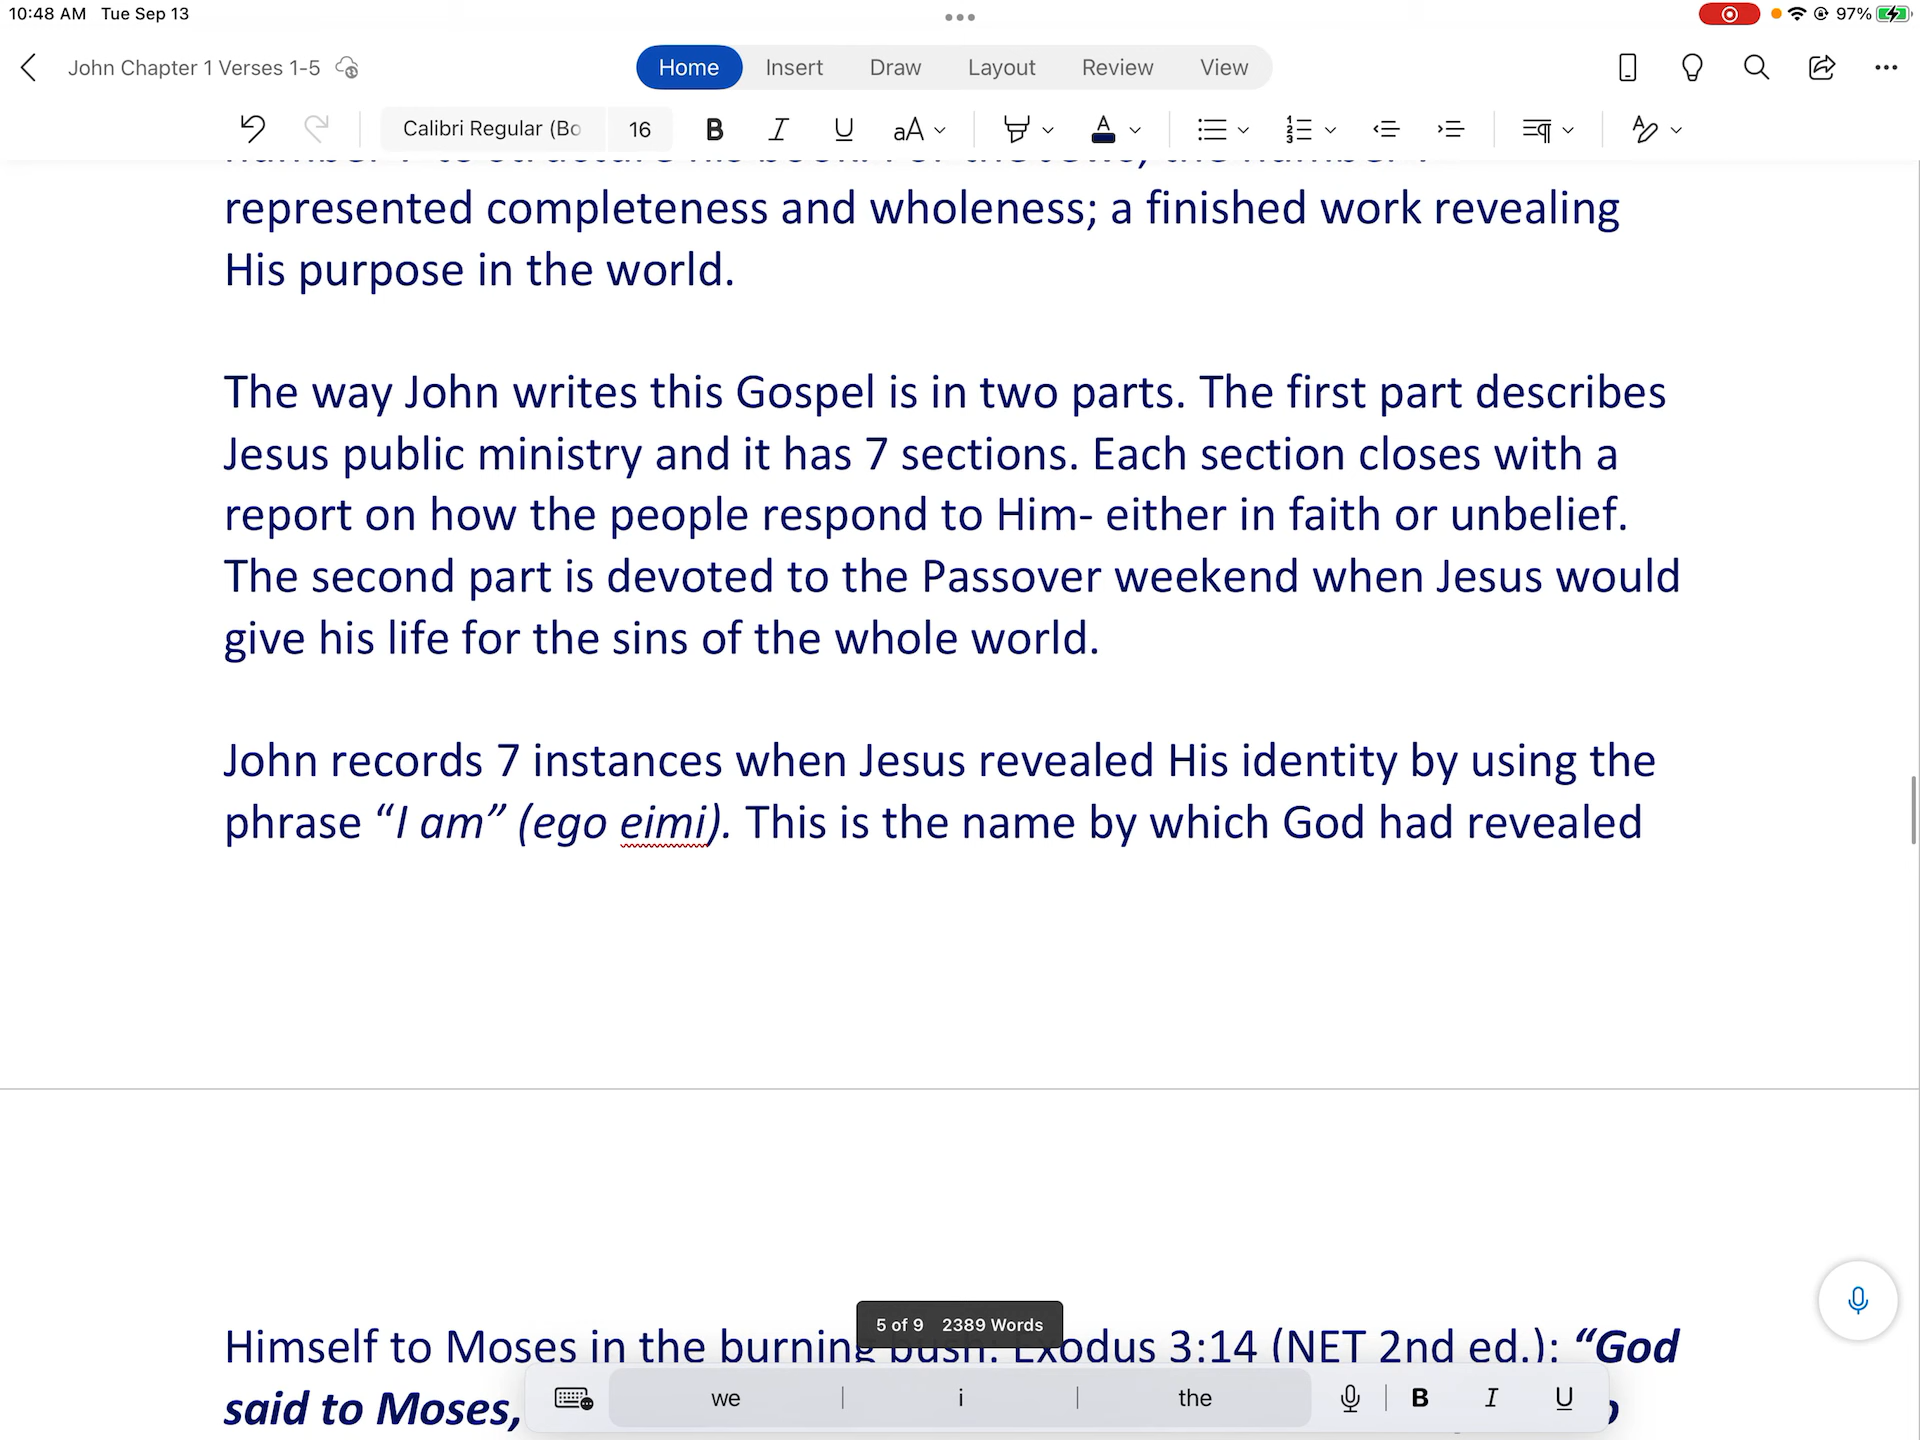 10:48 AM Tue Sep 13
97%
John Chapter 1 Verses 1-5
Home Insert Draw Layout Review View
Calibri Regular (Bo 16 B I U aA A
represented completeness and wholeness; a finished work revealing
His purpose in the world.
The way John writes this Gospel is in two parts. The first part describes
Jesus public ministry and it has 7 sections. Each section closes with a
report on how the people respond to Him- either in faith or unbelief.
The second part is devoted to the Passover weekend when Jesus would
give his life for the sins of the whole world.
John records 7 instances when Jesus revealed His identity by using the
phrase “I am” (ego eimi). This is the name by which God had revealed
5 of 9 2389 Words
Himself to Moses in the burning bush. Exodus 3:14 (NET 2nd ed.): “God
said to Moses,
we i the B I U